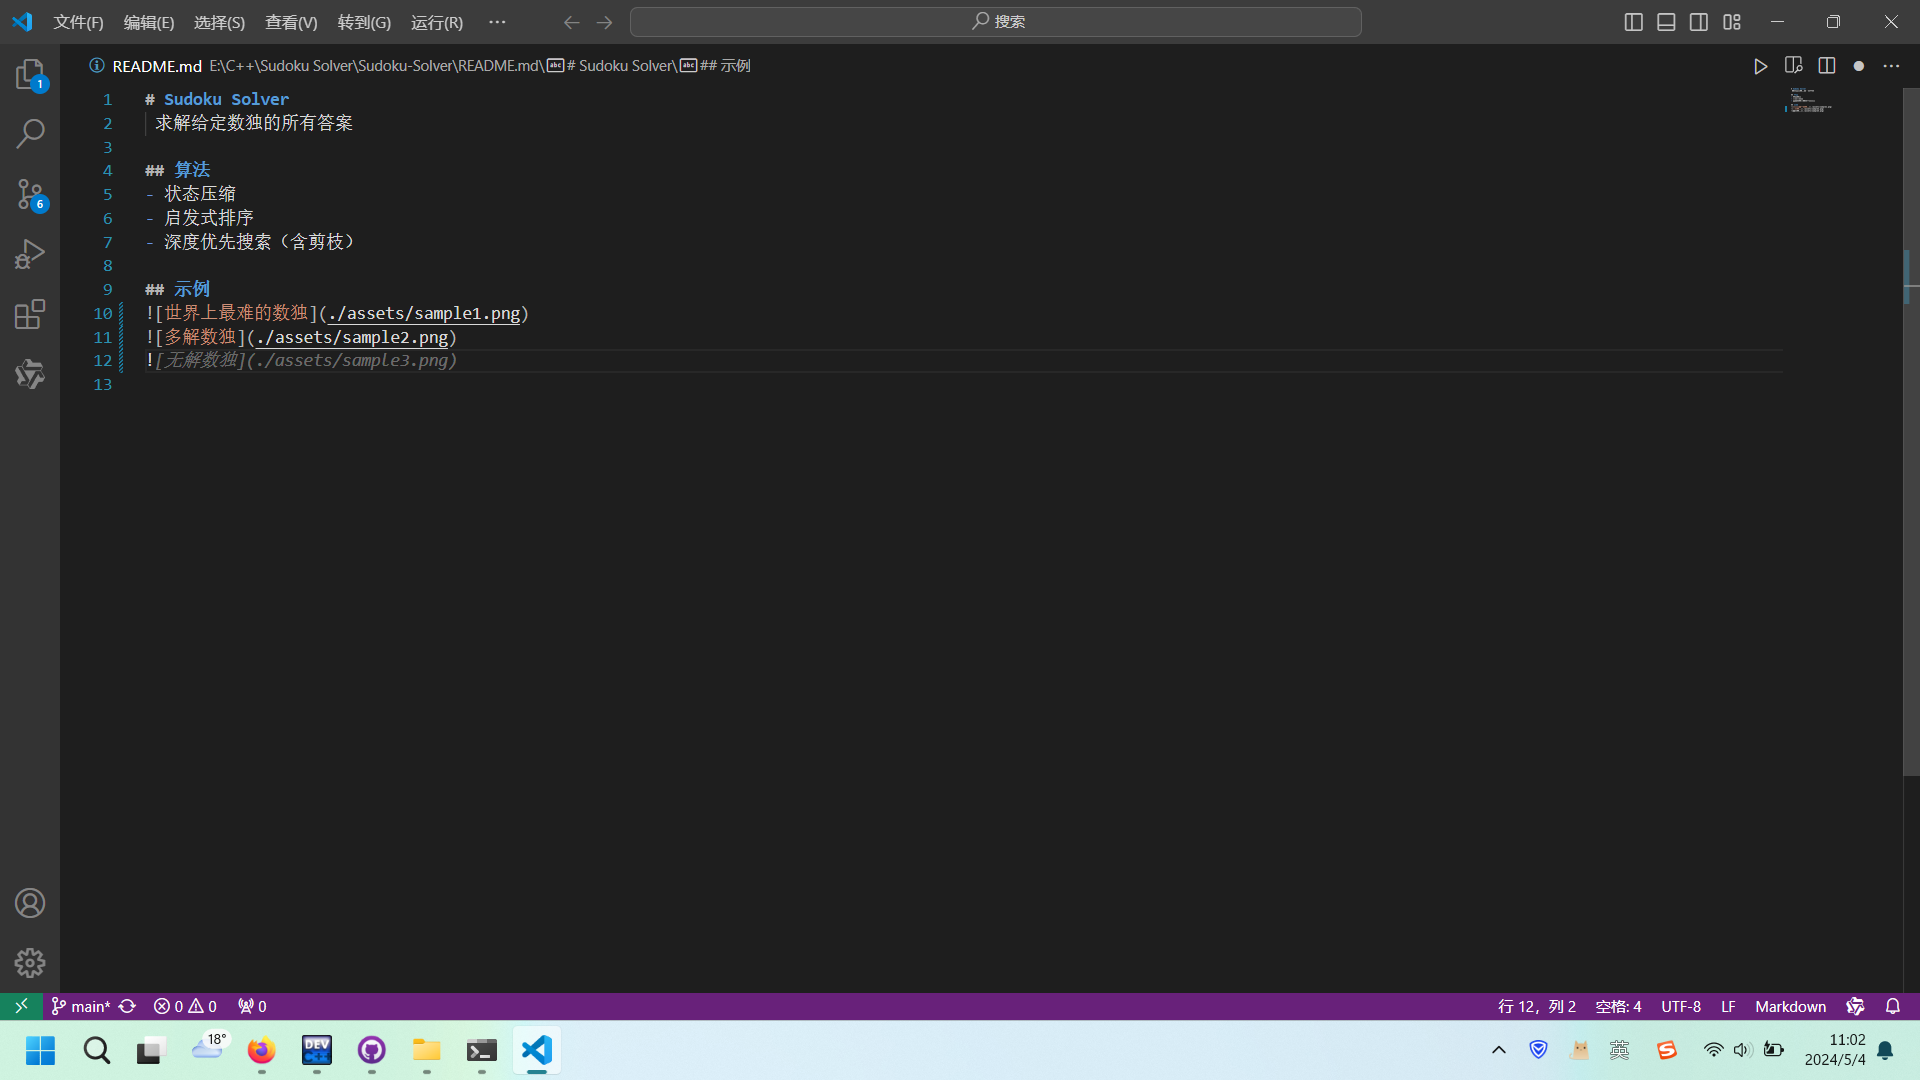 文件(F) 编辑(E) 选择(S) 查看(V) 转到(G) 运行(R) ··· 搜索
README.md E:\C++\Sudoku Solver\Sudoku-Solver\README.md\ abc # Sudoku Solver\ abc ## 示例
1 # Sudoku Solver
2 求解给定数独的所有答案
3
4 ## 算法
5 - 状态压缩
6 - 启发式排序
7 - 深度优先搜索（含剪枝）
8
9 ## 示例
10 ![世界上最难的数独](./assets/sample1.png)
11 ![多解数独](./assets/sample2.png)
12 ![无解数独](./assets/sample3.png)
13
1
6
main* 0 0 0 行 12，列 2 空格: 4 UTF-8 LF Markdown
18° DEV C++ 英 S 11:02
2024/5/4